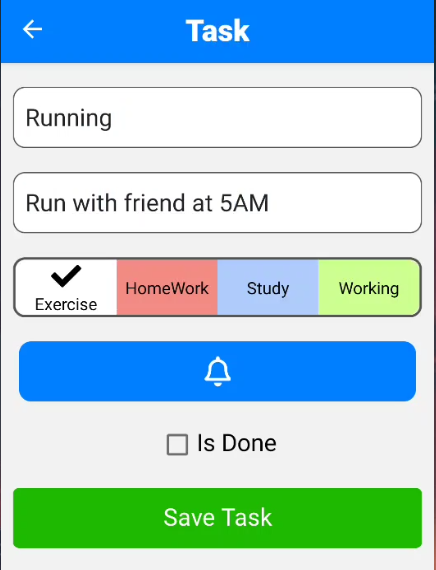 Task
Running
Run with friend at 5AM
Exercise HomeWork Study Working
Is Done
Save Task